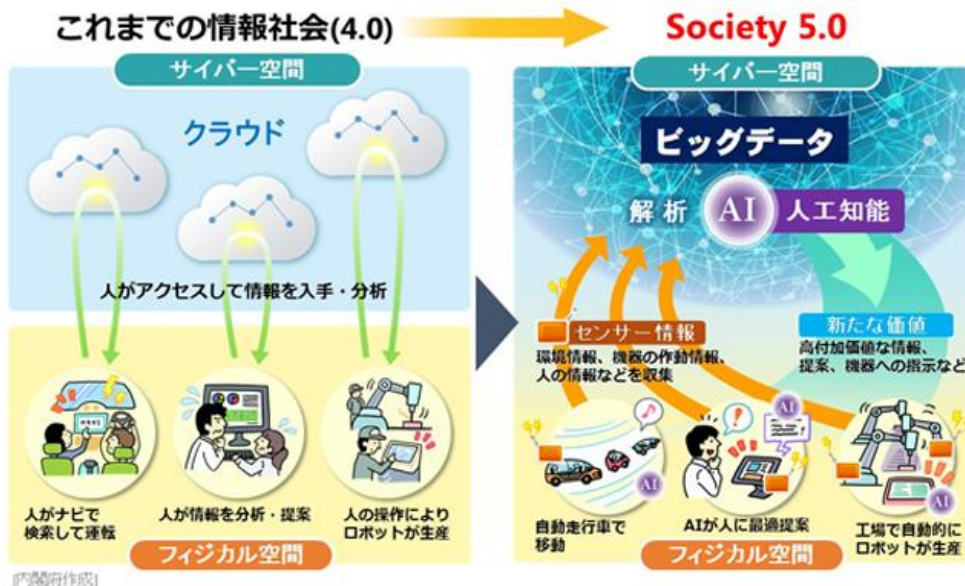 これまでの情報社会(4.0)
Society 5.0
サイバー空間
クラウド
人がアクセスして情報を入手・分析
人がナビで
検索して運転
人が情報を分析・提案
人の操作により
ロボットが生産
フィジカル空間
サイバー空間
ビッグデータ
解析
AI
人工知能
センサー情報
環境情報、機器の作動情報、
人の情報などを収集
新たな価値
高付加価値な情報、
提案、機器への指示など
AI
AI
AI
自動走行車で
移動
AIが人に最適提案
工場で自動的に
ロボットが生産
フィジカル空間
[内閣府作成]